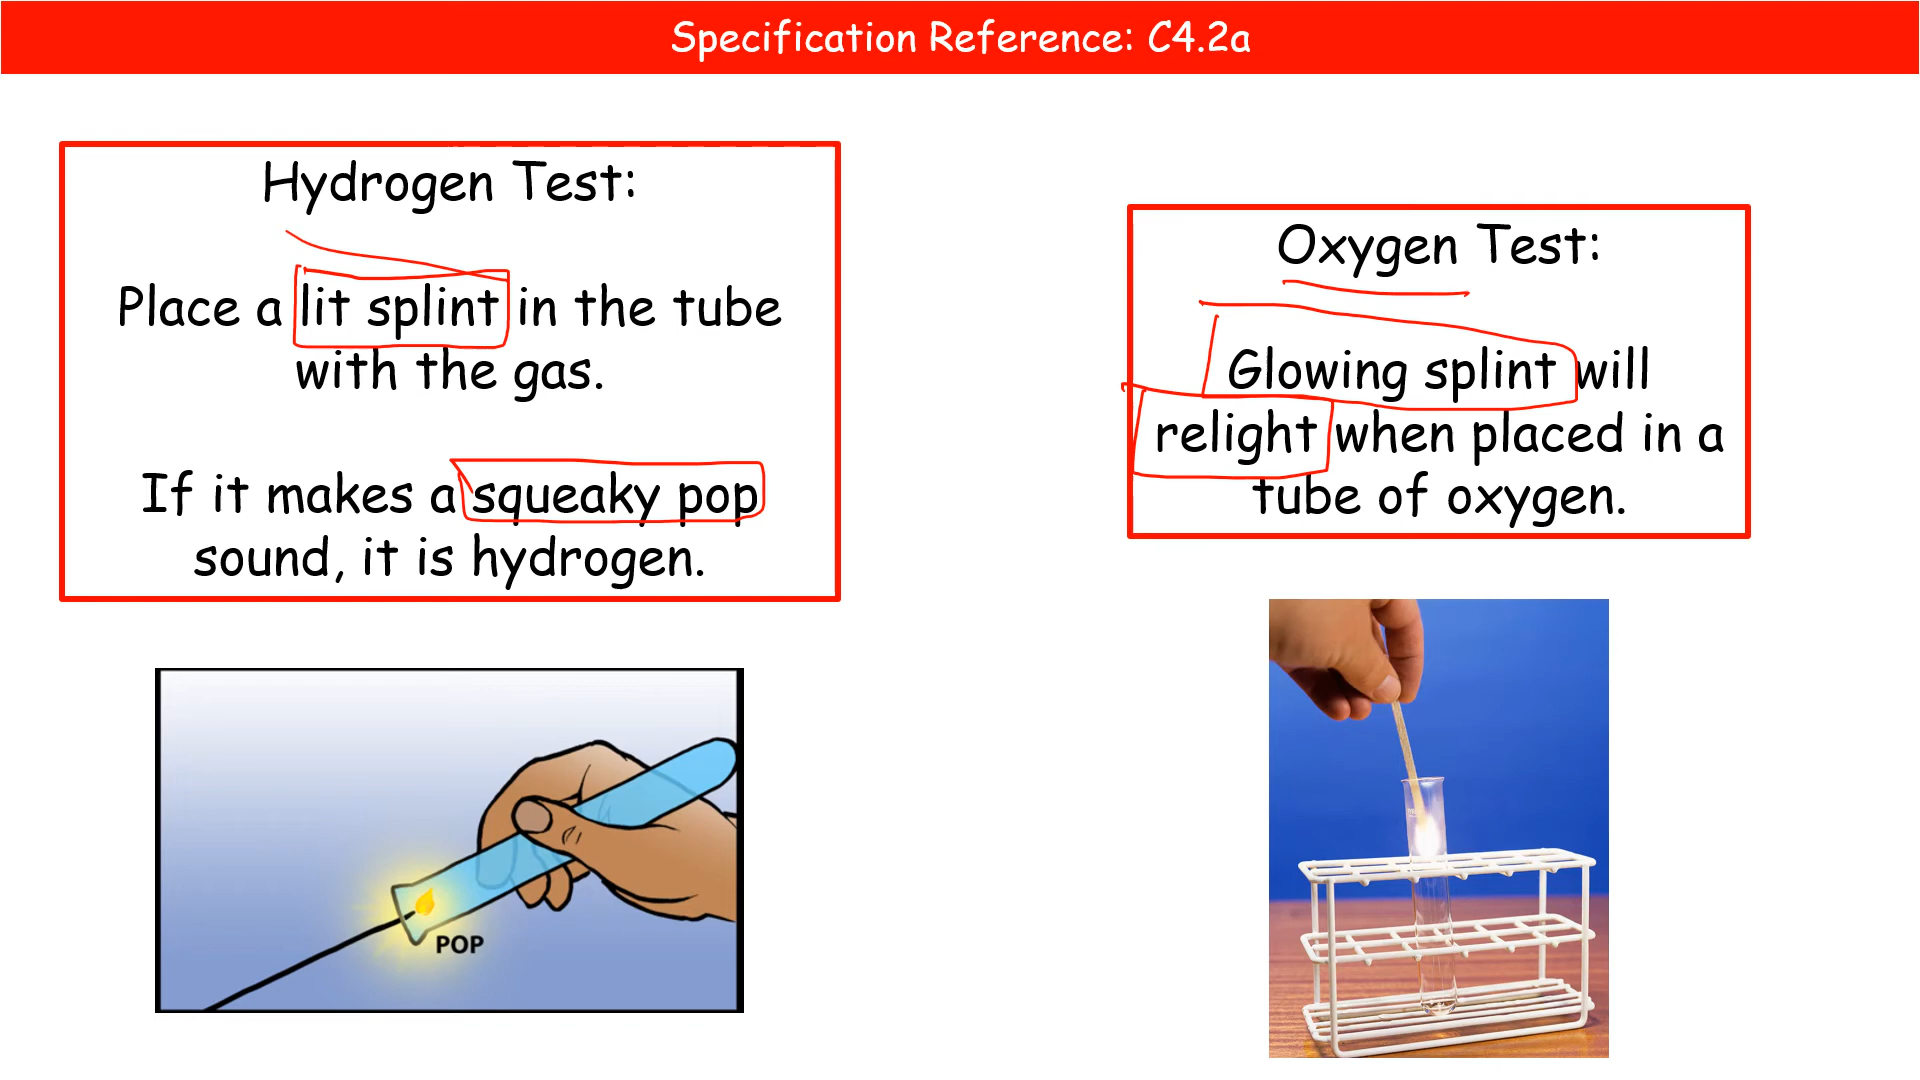 Specification Reference: C4.2a
Hydrogen Test:
Place a lit splint in the tube
with the gas.
If it makes a squeaky pop
sound, it is hydrogen.
Oxygen Test:
Glowing splint will
relight when placed in a
tube of oxygen.
POP